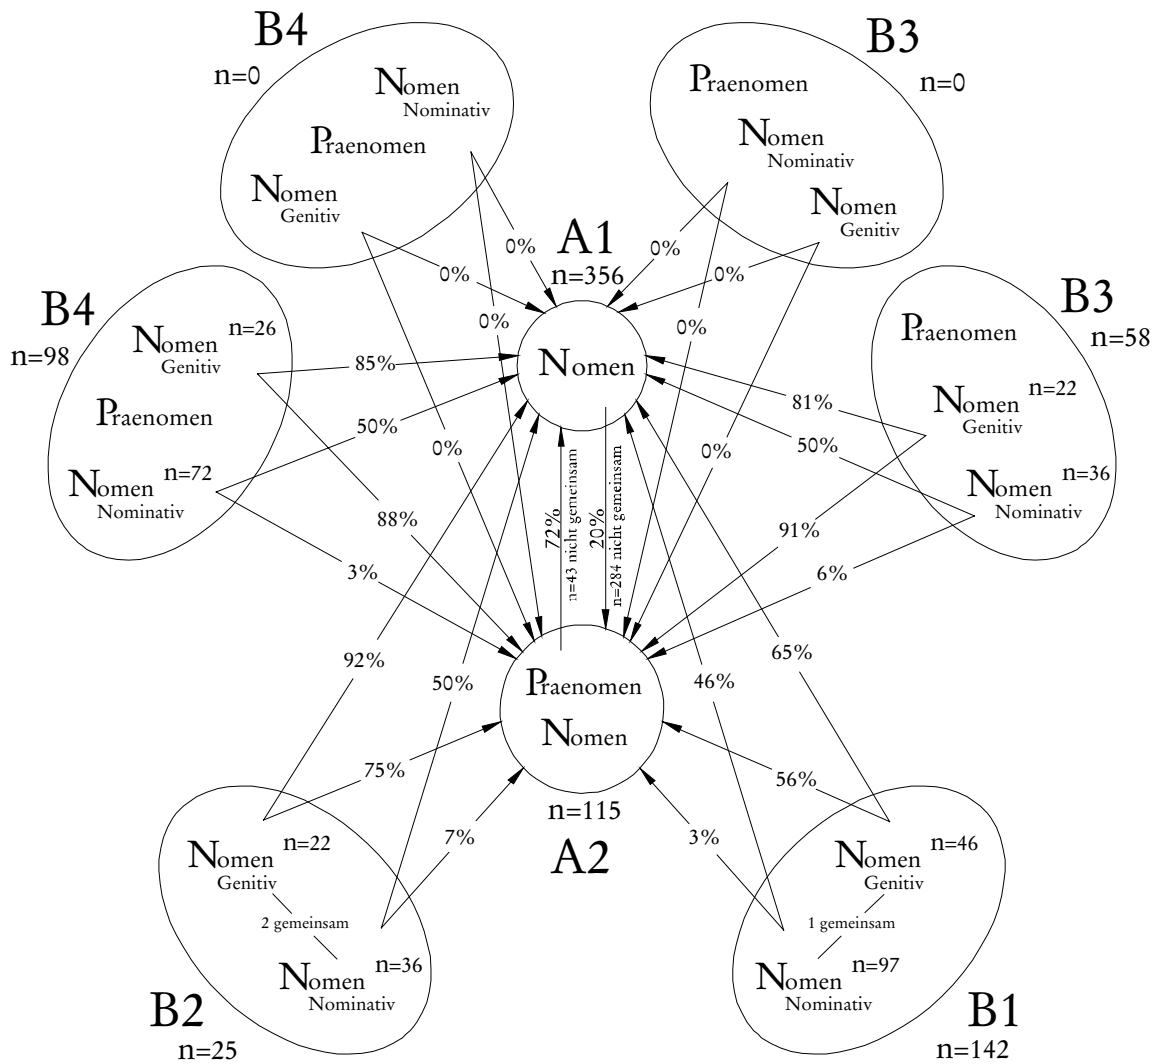 B4
n=0
Nomen
Nominativ
Praenomen
Nomen
Genitiv
B3
n=0
Praenomen
Nomen
Nominativ
Nomen
Genitiv
A1
n=356
Nomen
0%
0%
0%
0%
0%
0%
0%
0%
B4
n=98
Nomen n=26
Genitiv
Praenomen
Nomen n=72
Nominativ
85%
50%
88%
3%
B3
n=58
Praenomen
Nomen n=22
Genitiv
Nomen n=36
Nominativ
81%
50%
91%
6%
72%
n=43 nicht gemeinsam
20%
n=284 nicht gemeinsam
92%
50%
75%
7%
65%
46%
56%
3%
Praenomen
Nomen
n=115
A2
Nomen n=22
Genitiv
2 gemeinsam
Nomen n=36
Nominativ
B2
n=25
Nomen n=46
Genitiv
1 gemeinsam
Nomen n=97
Nominativ
B1
n=142